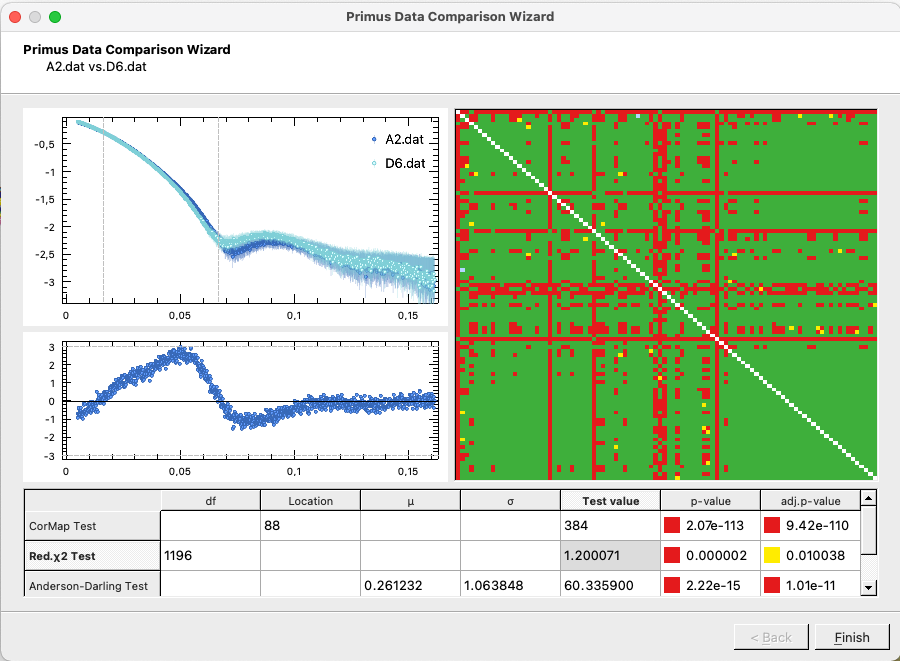 Primus Data Comparison Wizard
Primus Data Comparison Wizard
A2.dat vs.D6.dat
A2.dat
D6.dat
-0,5
-1
-1,5
-2
-2,5
-3
0 0,05 0,1 0,15
3
2
1
0
-1
-2
-3
0 0,05 0,1 0,15
df Location μ σ Test value p-value adj.p-value
CorMap Test 88 384 2.07e-113 9.42e-110
Red.χ2 Test 1196 1.200071 0.000002 0.010038
Anderson-Darling Test 0.261232 1.063848 60.335900 2.22e-15 1.01e-11
< Back Finish